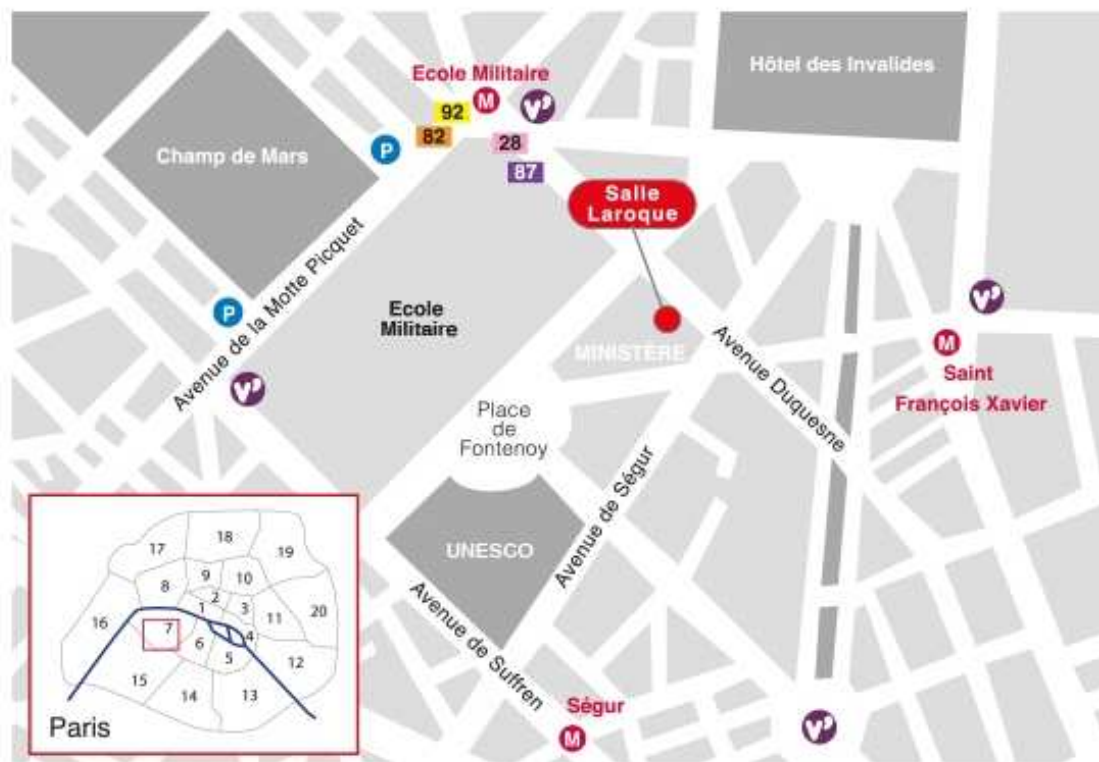 Hôtel des Invalides
Ecole Militaire
M
V'
92
82
28
P
87
Champ de Mars
Salle
Laroque
Avenue de la Motte Picquet
P
V'
Ecole
Militaire
MINISTÈRE
M
Saint
François Xavier
Avenue Duquesne
V'
Place
de
Fontenoy
Avenue de Ségur
UNESCO
Avenue de Suffren
Ségur
M
V'
17
18
19
9
10
8
2
1
3
11
20
16
7
6
4
5
12
15
14
13
Paris